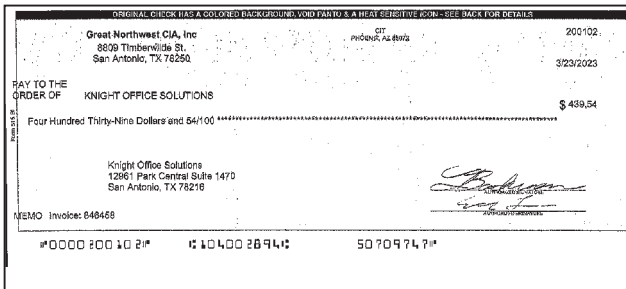 ORIGINAL CHECK HAS A COLORED BACKGROUND, VOID PANTO & A HEAT SENSITIVE ICON - SEE BACK FOR DETAILS
Great Northwest CIA, Inc
8809 Timberwilde St.
San Antonio, TX 78250
CIT
PHOENIX, AZ
200102
3/23/2023
PAY TO THE
ORDER OF KNIGHT OFFICE SOLUTIONS
$ 439.54
Four Hundred Thirty-Nine Dollars and 54/100 ****
Knight Office Solutions
12961 Park Central Suite 1470
San Antonio, TX 78216
AUTHORIZED SIGNATURE
AUTHORIZED SIGNATURE
MEMO Invoice: 646458
⑈0000200102⑈ ⑆104002894⑆ 50709747⑈